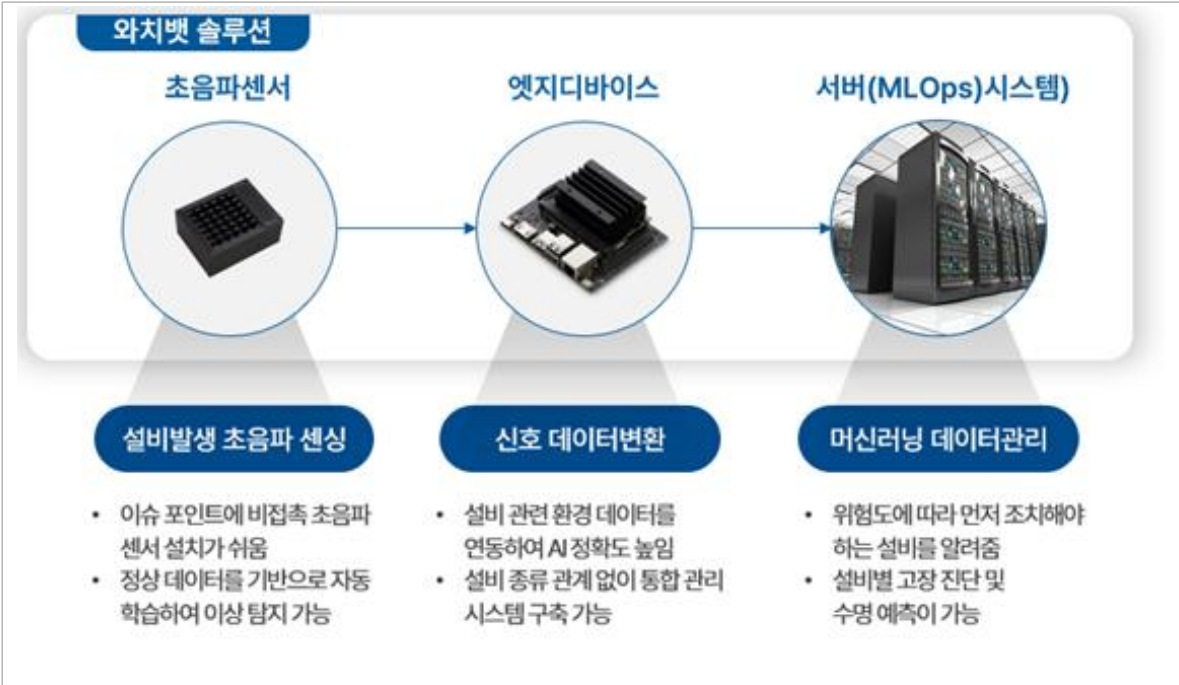 와치뱃 솔루션
초음파센서
엣지디바이스
서버(MLOps)시스템)
설비발생 초음파 센싱
• 이슈 포인트에 비접촉 초음파
센서 설치가 쉬움
• 정상 데이터를 기반으로 자동
학습하여 이상 탐지 가능
신호 데이터변환
• 설비 관련 환경 데이터를
연동하여 AI 정확도 높임
• 설비 종류 관계 없이 통합 관리
시스템 구축 가능
머신러닝 데이터관리
• 위험도에 따라 먼저 조치해야
하는 설비를 알려줌
• 설비별 고장 진단 및
수명 예측이 가능